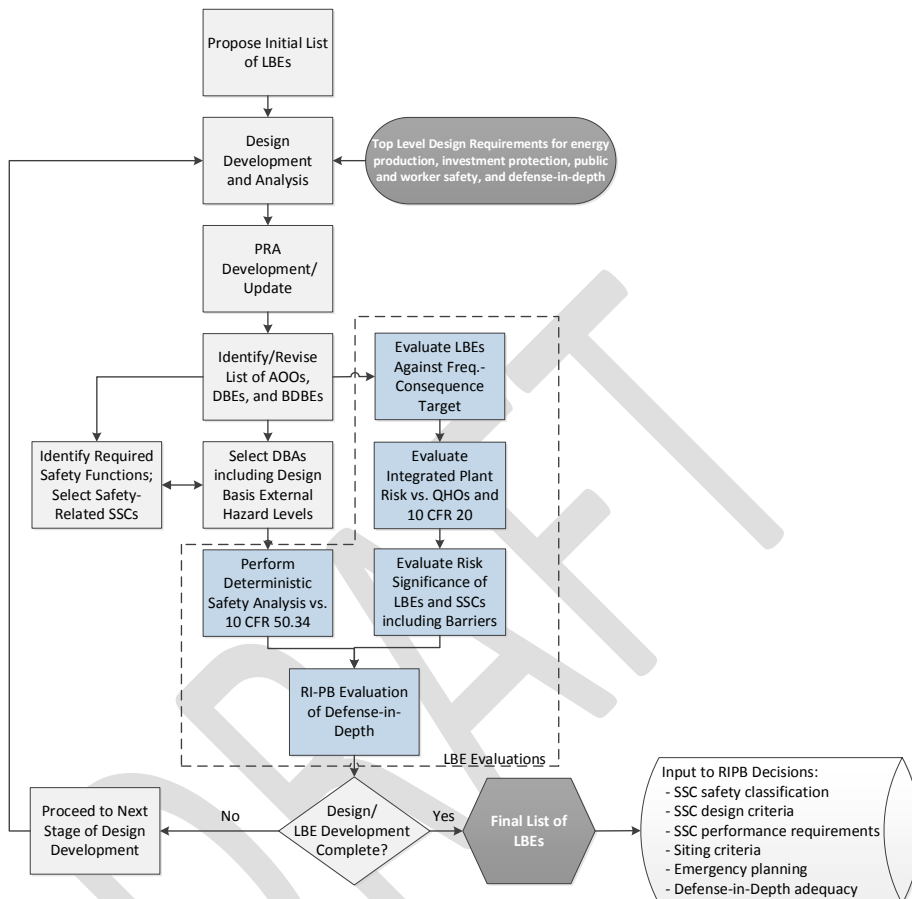 Propose Initial List
of LBEs
Design
Development
and Analysis
Top Level Design Requirements for energy
production, investment protection, public
and worker safety, and defense-in-depth
PRA
Development/
Update
Identify/Revise
List of AOOs,
DBEs, and BDBEs
Evaluate LBEs
Against Freq.-
Consequence
Target
Identify Required
Safety Functions;
Select Safety-
Related SSCs
Select DBAs
including Design
Basis External
Hazard Levels
Evaluate
Integrated Plant
Risk vs. QHOs and
10 CFR 20
Perform
Deterministic
Safety Analysis vs.
10 CFR 50.34
Evaluate Risk
Significance of
LBEs and SSCs
including Barriers
RI-PB Evaluation
of Defense-in-
Depth
LBE Evaluations
Proceed to Next
Stage of Design
Development
No
Design/
LBE Development
Complete?
Yes
Final List of
LBEs
Input to RIPB Decisions:
- SSC safety classification
- SSC design criteria
- SSC performance requirements
- Siting criteria
- Emergency planning
- Defense-in-Depth adequacy
DRAFT